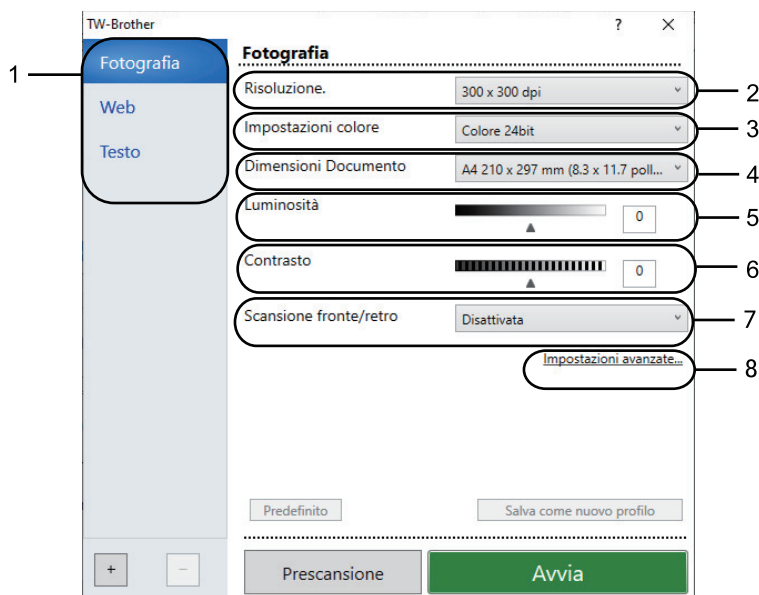 TW-Brother ? ×
1
Fotografia
Web
Testo
Fotografia
Risoluzione. 300 x 300 dpi 2
Impostazioni colore Colore 24bit 3
Dimensioni Documento A4 210 x 297 mm (8.3 x 11.7 poll... 4
Luminosità 0 5
Contrasto 0 6
Scansione fronte/retro Disattivata 7
Impostazioni avanzate... 8
Predefinito Salva come nuovo profilo
+ − Prescansione Avvia